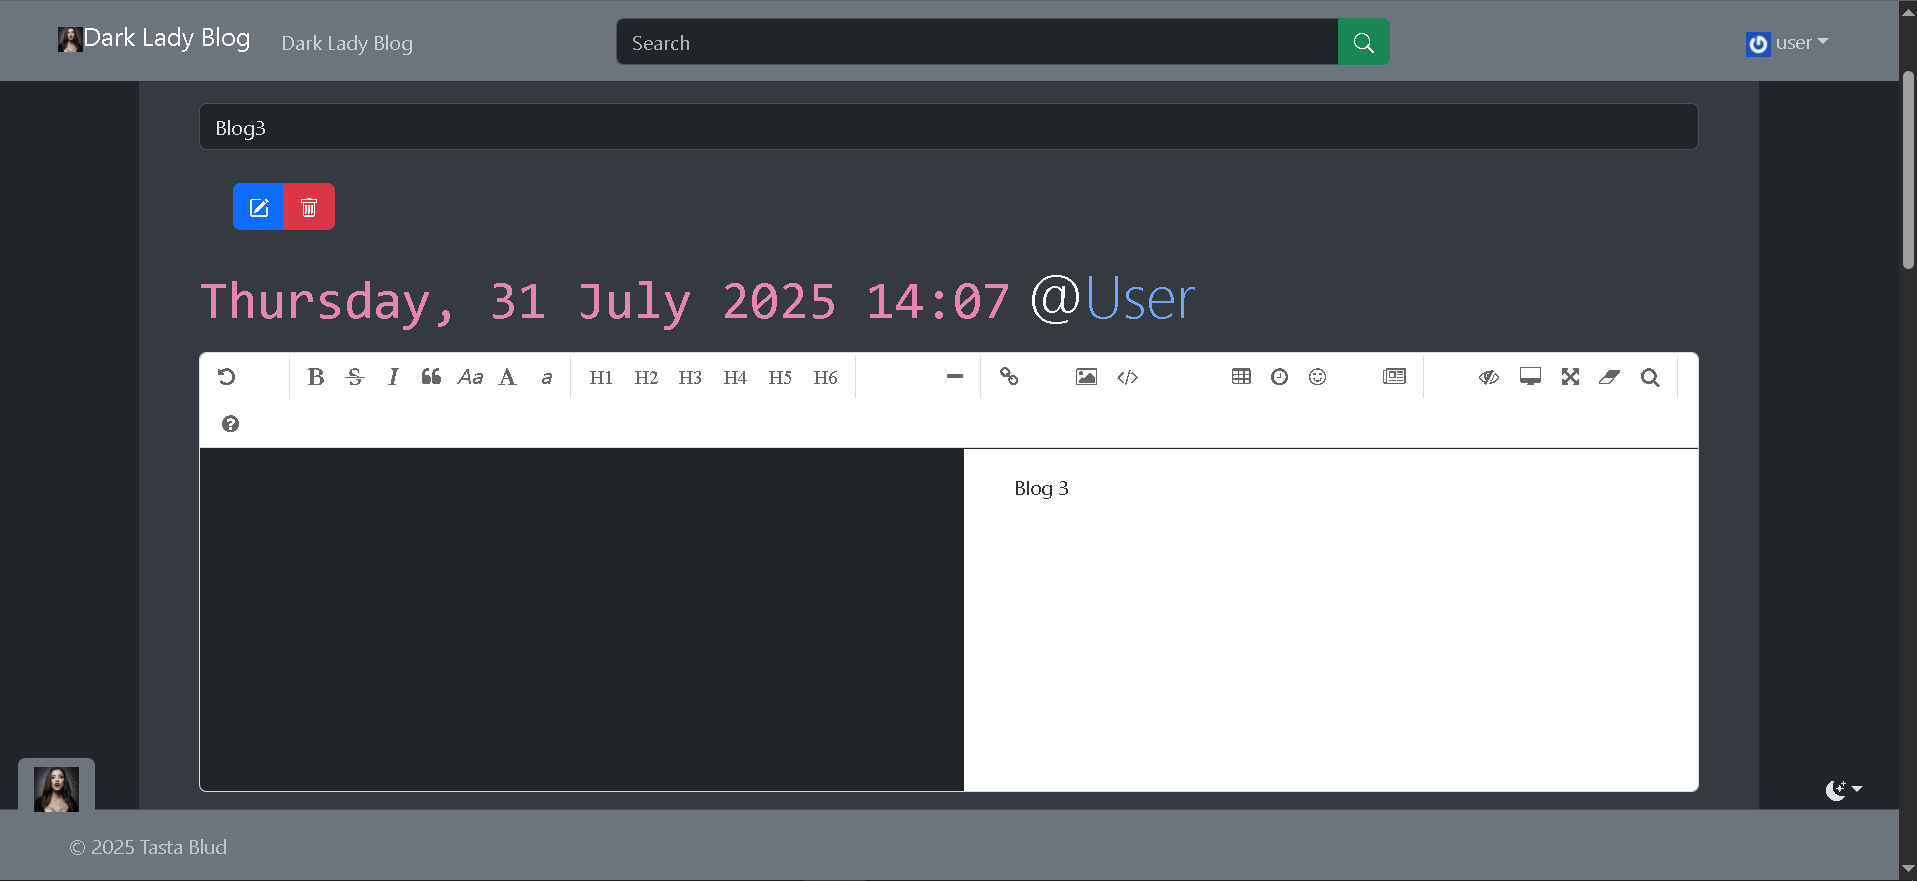 Dark Lady Blog Dark Lady Blog Search user
Blog3
Thursday, 31 July 2025 14:07 @User
B S I Aa A a H1 H2 H3 H4 H5 H6
Blog 3
© 2025 Tasta Blud